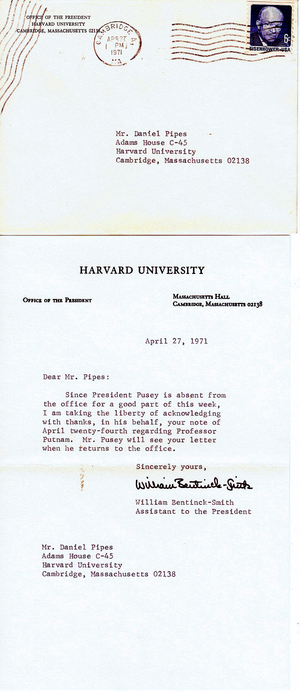 OFFICE OF THE PRESIDENT
HARVARD UNIVERSITY
CAMBRIDGE, MASSACHUSETTS 02138
CAMBRIDGE
PM
1971
EISENHOWER·USA
Mr. Daniel Pipes
Adams House C-45
Harvard University
Cambridge, Massachusetts 02138
HARVARD UNIVERSITY
OFFICE OF THE PRESIDENT
MASSACHUSETTS HALL
CAMBRIDGE, MASSACHUSETTS 02138
April 27, 1971
Dear Mr. Pipes:
Since President Pusey is absent from
the office for a good part of this week,
I am taking the liberty of acknowledging
with thanks, in his behalf, your note of
April twenty-fourth regarding Professor
Putnam. Mr. Pusey will see your letter
when he returns to the office.
Sincerely yours,
William Bentinck-Smith
William Bentinck-Smith
Assistant to the President
Mr. Daniel Pipes
Adams House C-45
Harvard University
Cambridge, Massachusetts 02138